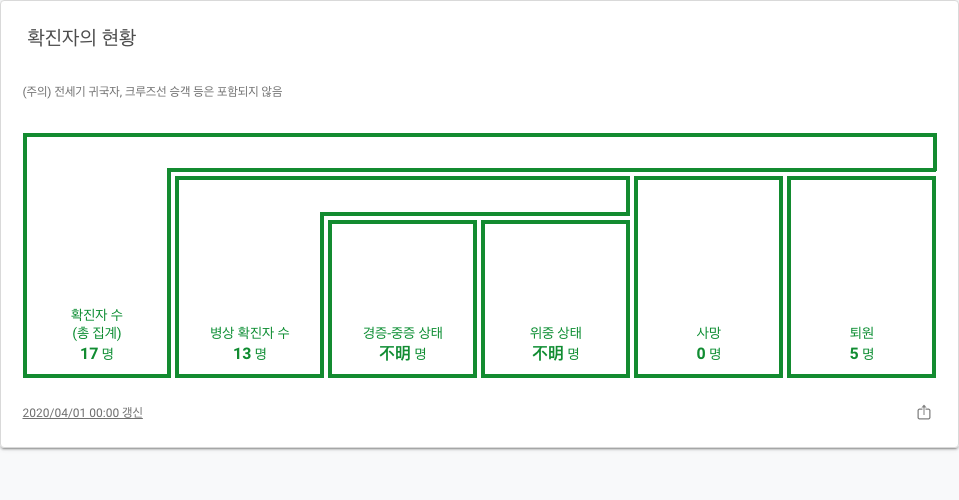 확진자의 현황
(주의) 전세기 귀국자, 크루즈선 승객 등은 포함되지 않음
확진자 수
(총 집계)
17 명
병상 확진자 수
13 명
경증-중증 상태
不明 명
위중 상태
不明 명
사망
0 명
퇴원
5 명
2020/04/01 00:00 갱신